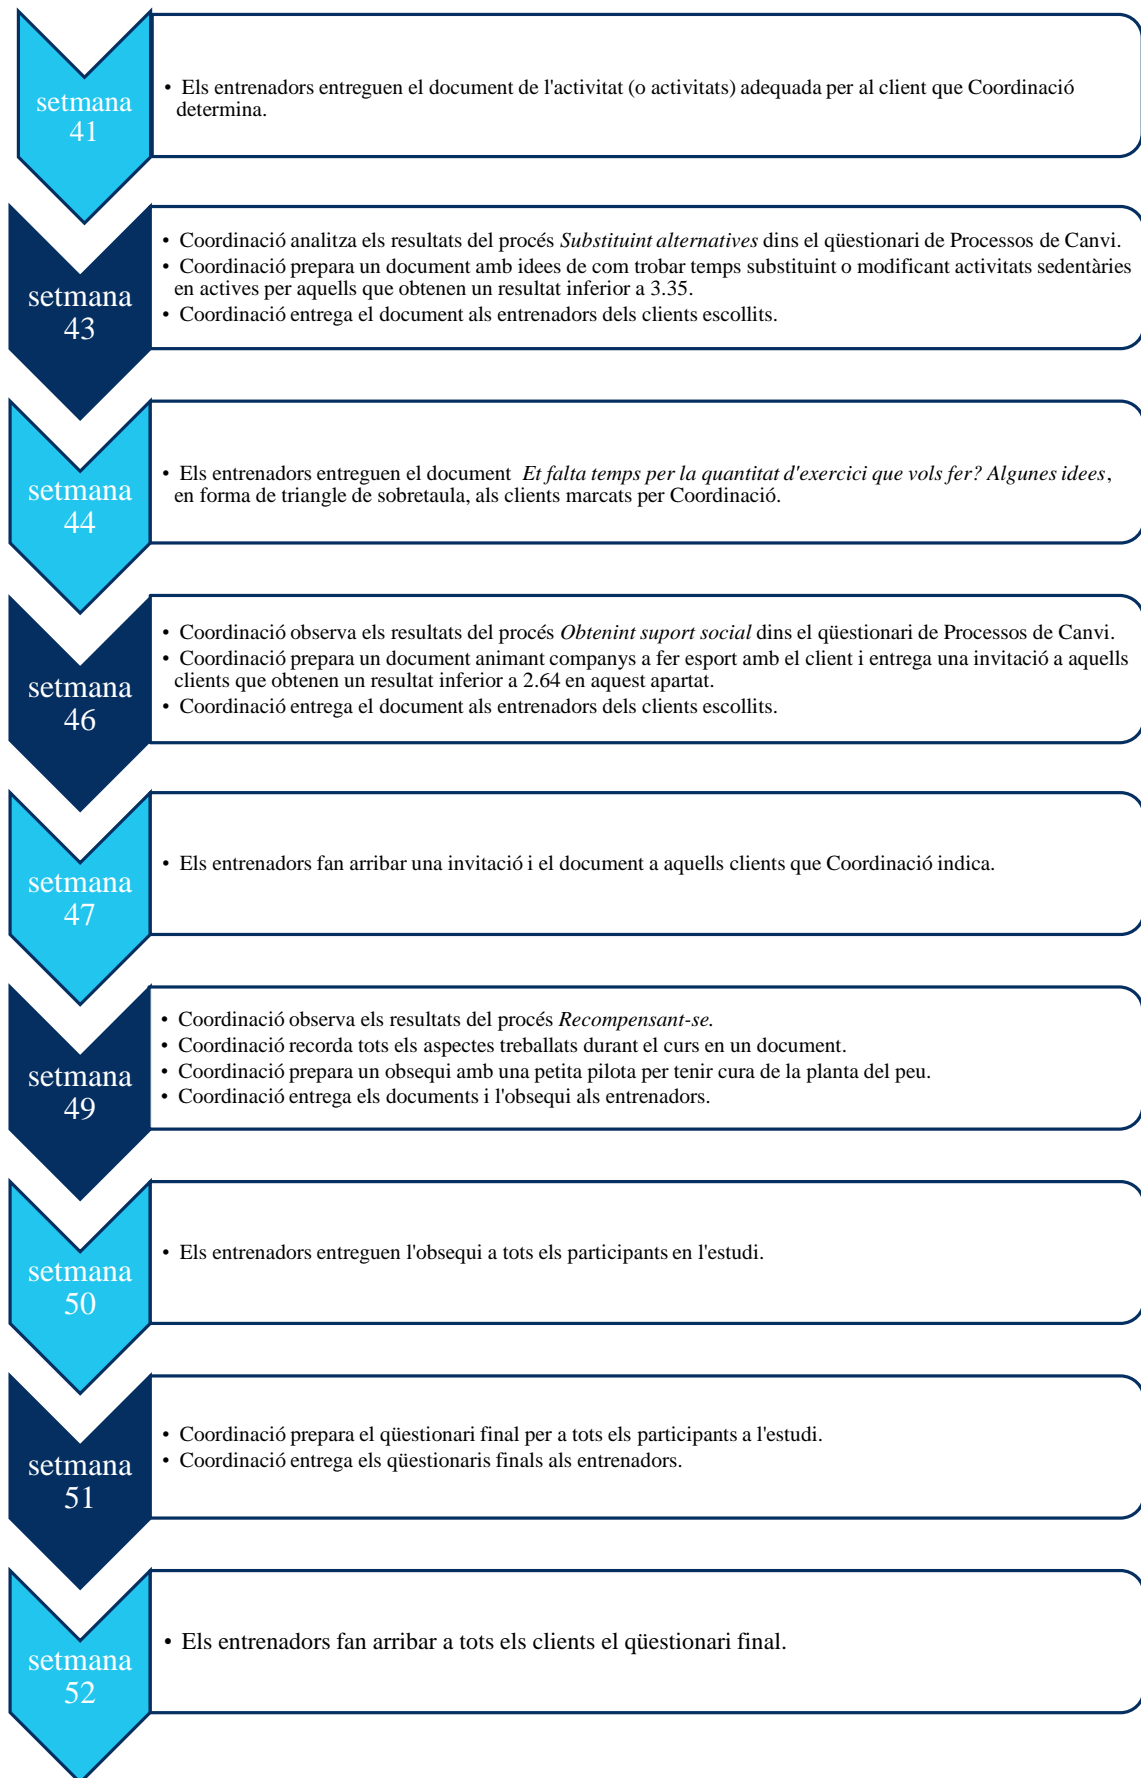 setmana
41
• Els entrenadors entreguen el document de l'activitat (o activitats) adequada per al client que Coordinació
determina.
setmana
43
• Coordinació analitza els resultats del procés Substituint alternatives dins el qüestionari de Processos de Canvi.
• Coordinació prepara un document amb idees de com trobar temps substituint o modificant activitats sedentàries
en actives per aquells que obtenen un resultat inferior a 3.35.
• Coordinació entrega el document als entrenadors dels clients escollits.
setmana
44
• Els entrenadors entreguen el document Et falta temps per la quantitat d'exercici que vols fer? Algunes idees,
en forma de triangle de sobretaula, als clients marcats per Coordinació.
setmana
46
• Coordinació observa els resultats del procés Obtenint suport social dins el qüestionari de Processos de Canvi.
• Coordinació prepara un document animant companys a fer esport amb el client i entrega una invitació a aquells
clients que obtenen un resultat inferior a 2.64 en aquest apartat.
• Coordinació entrega el document als entrenadors dels clients escollits.
setmana
47
• Els entrenadors fan arribar una invitació i el document a aquells clients que Coordinació indica.
setmana
49
• Coordinació observa els resultats del procés Recompensant-se.
• Coordinació recorda tots els aspectes treballats durant el curs en un document.
• Coordinació prepara un obsequi amb una petita pilota per tenir cura de la planta del peu.
• Coordinació entrega els documents i l'obsequi als entrenadors.
setmana
50
• Els entrenadors entreguen l'obsequi a tots els participants en l'estudi.
setmana
51
• Coordinació prepara el qüestionari final per a tots els participants a l'estudi.
• Coordinació entrega els qüestionaris finals als entrenadors.
setmana
52
• Els entrenadors fan arribar a tots els clients el qüestionari final.